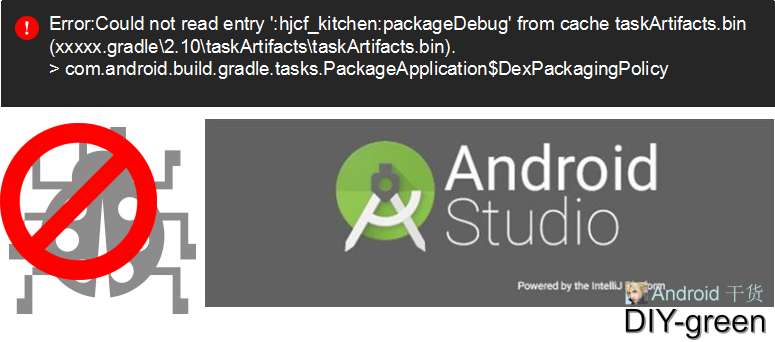 Error:Could not read entry ':hjcf_kitchen:packageDebug' from cache taskArtifacts.bin
(xxxxx.gradle\2.10\taskArtifacts\taskArtifacts.bin).
> com.android.build.gradle.tasks.PackageApplication$DexPackagingPolicy
Android
Studio
Powered by the IntelliJ Platform
Android 干货
DIY-green